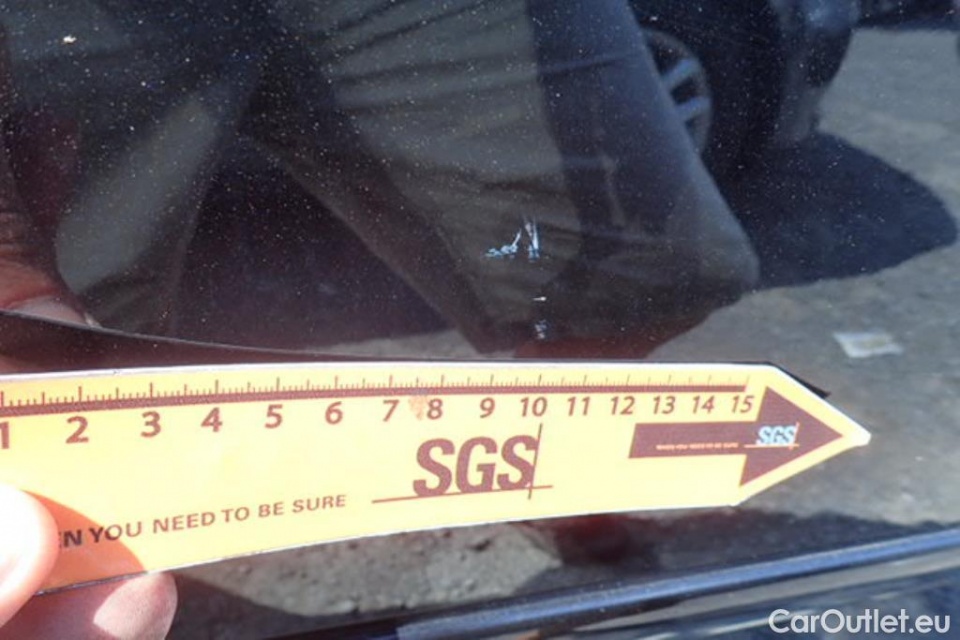 1 2 3 4 5 6 7 8 9 10 11 12 13 14 15
SGS
SGS
EN YOU NEED TO BE SURE
CarOutlet.eu